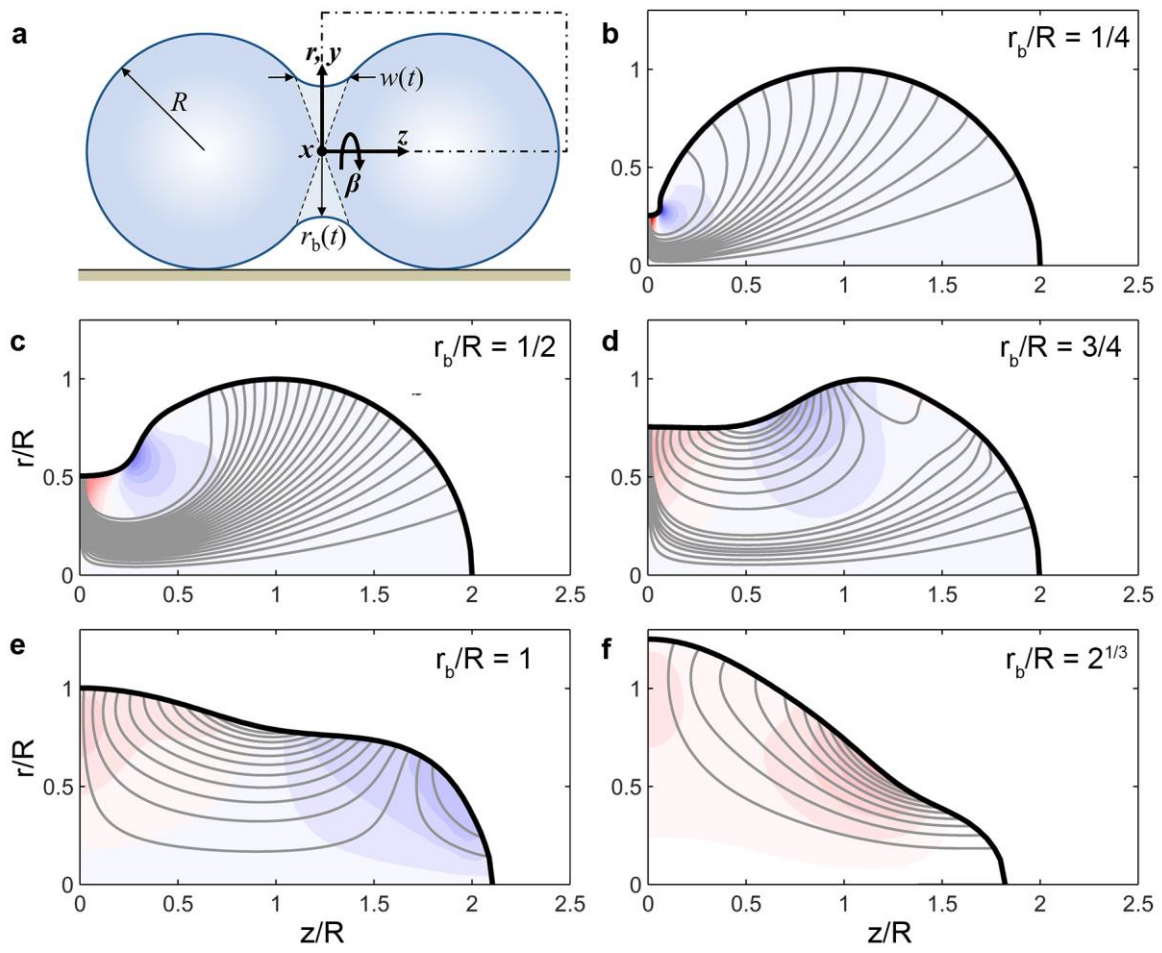 a
r, y
w(t)
R
x
z
β
r_b(t)
b
r_b/R = 1/4
1
0.5
0
0 0.5 1 1.5 2 2.5
c
r_b/R = 1/2
1
r/R
0.5
0
0 0.5 1 1.5 2 2.5
d
r_b/R = 3/4
1
0.5
0
0 0.5 1 1.5 2 2.5
e
r_b/R = 1
1
r/R
0.5
0
0 0.5 1 1.5 2 2.5
z/R
f
r_b/R = 2^{1/3}
1
0.5
0
0 0.5 1 1.5 2 2.5
z/R